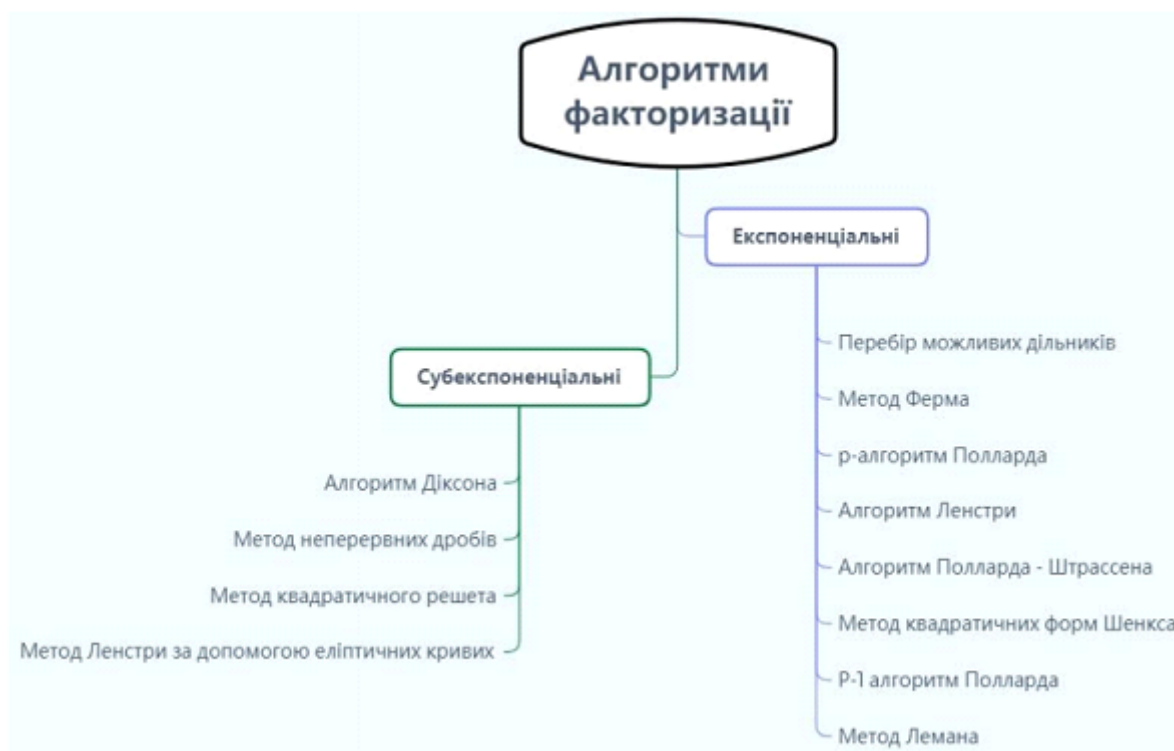 Алгоритми
факторизації
Експоненціальні
Перебір можливих дільників
Метод Ферма
р-алгоритм Полларда
Алгоритм Ленстри
Алгоритм Полларда - Штрассена
Метод квадратичних форм Шенкса
Р-1 алгоритм Полларда
Метод Лемана
Субекспоненціальні
Алгоритм Діксона
Метод неперервних дробів
Метод квадратичного решета
Метод Ленстри за допомогою еліптичних кривих